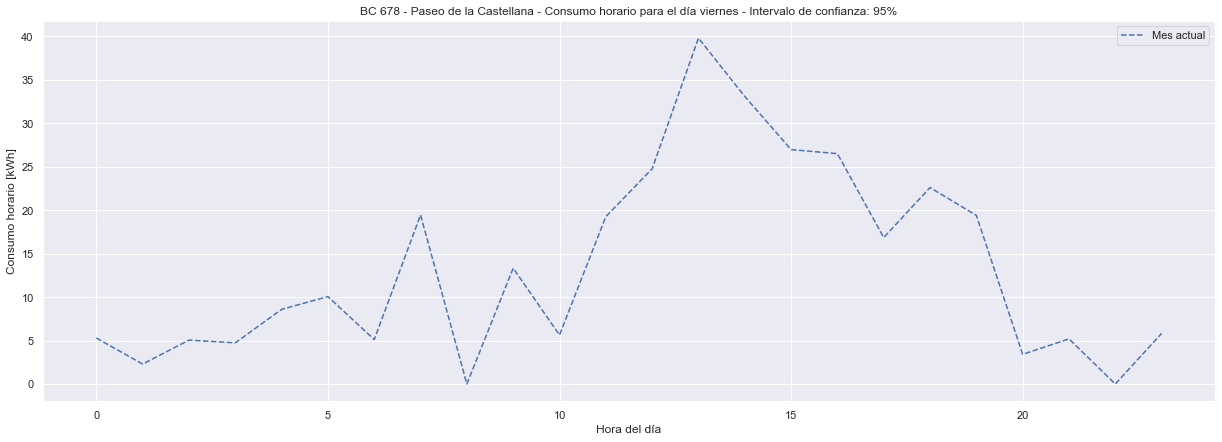 BC 678 - Paseo de la Castellana - Consumo horario para el día viernes - Intervalo de confianza: 95%
Mes actual
Consumo horario [kWh]
40
35
30
25
20
15
10
5
0
0 5 10 15 20
Hora del día